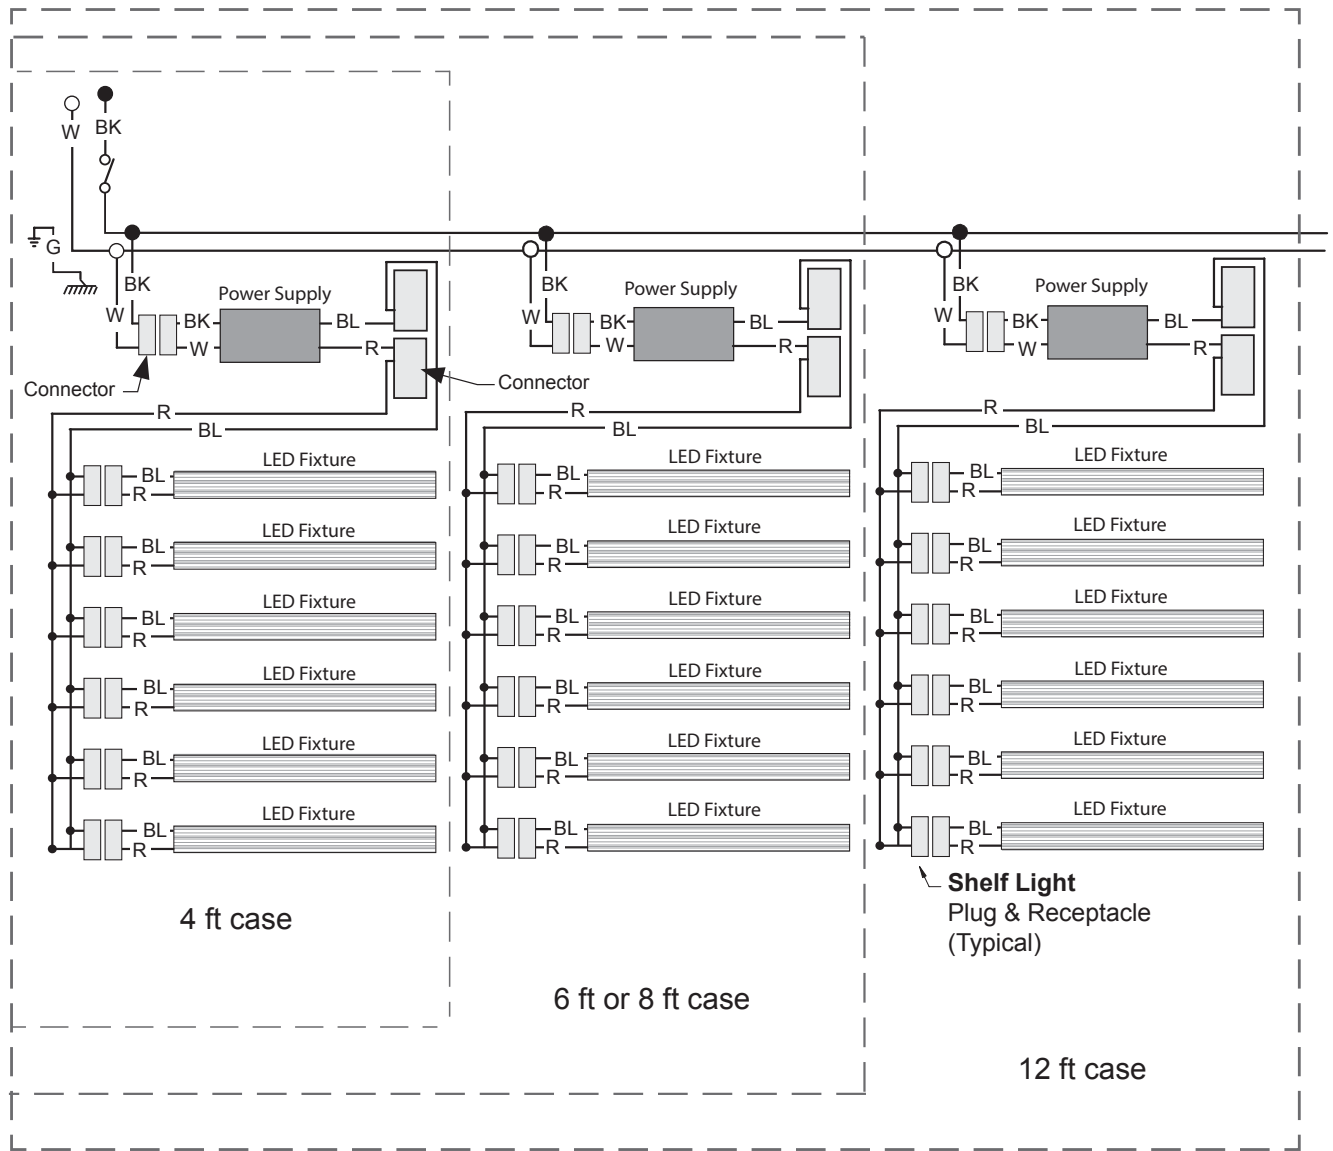 W
BK
G
BK
W
BK
W
Power Supply
BL
R
Connector
Connector
R
BL
LED Fixture
BL
R
LED Fixture
BL
R
LED Fixture
BL
R
LED Fixture
BL
R
LED Fixture
BL
R
LED Fixture
BL
R
4 ft case
BK
W
BK
W
Power Supply
BL
R
R
BL
LED Fixture
BL
R
LED Fixture
BL
R
LED Fixture
BL
R
LED Fixture
BL
R
LED Fixture
BL
R
LED Fixture
BL
R
6 ft or 8 ft case
BK
W
BK
W
Power Supply
BL
R
R
BL
LED Fixture
BL
R
LED Fixture
BL
R
LED Fixture
BL
R
LED Fixture
BL
R
LED Fixture
BL
R
LED Fixture
BL
R
Shelf Light
Plug & Receptacle
(Typical)
12 ft case